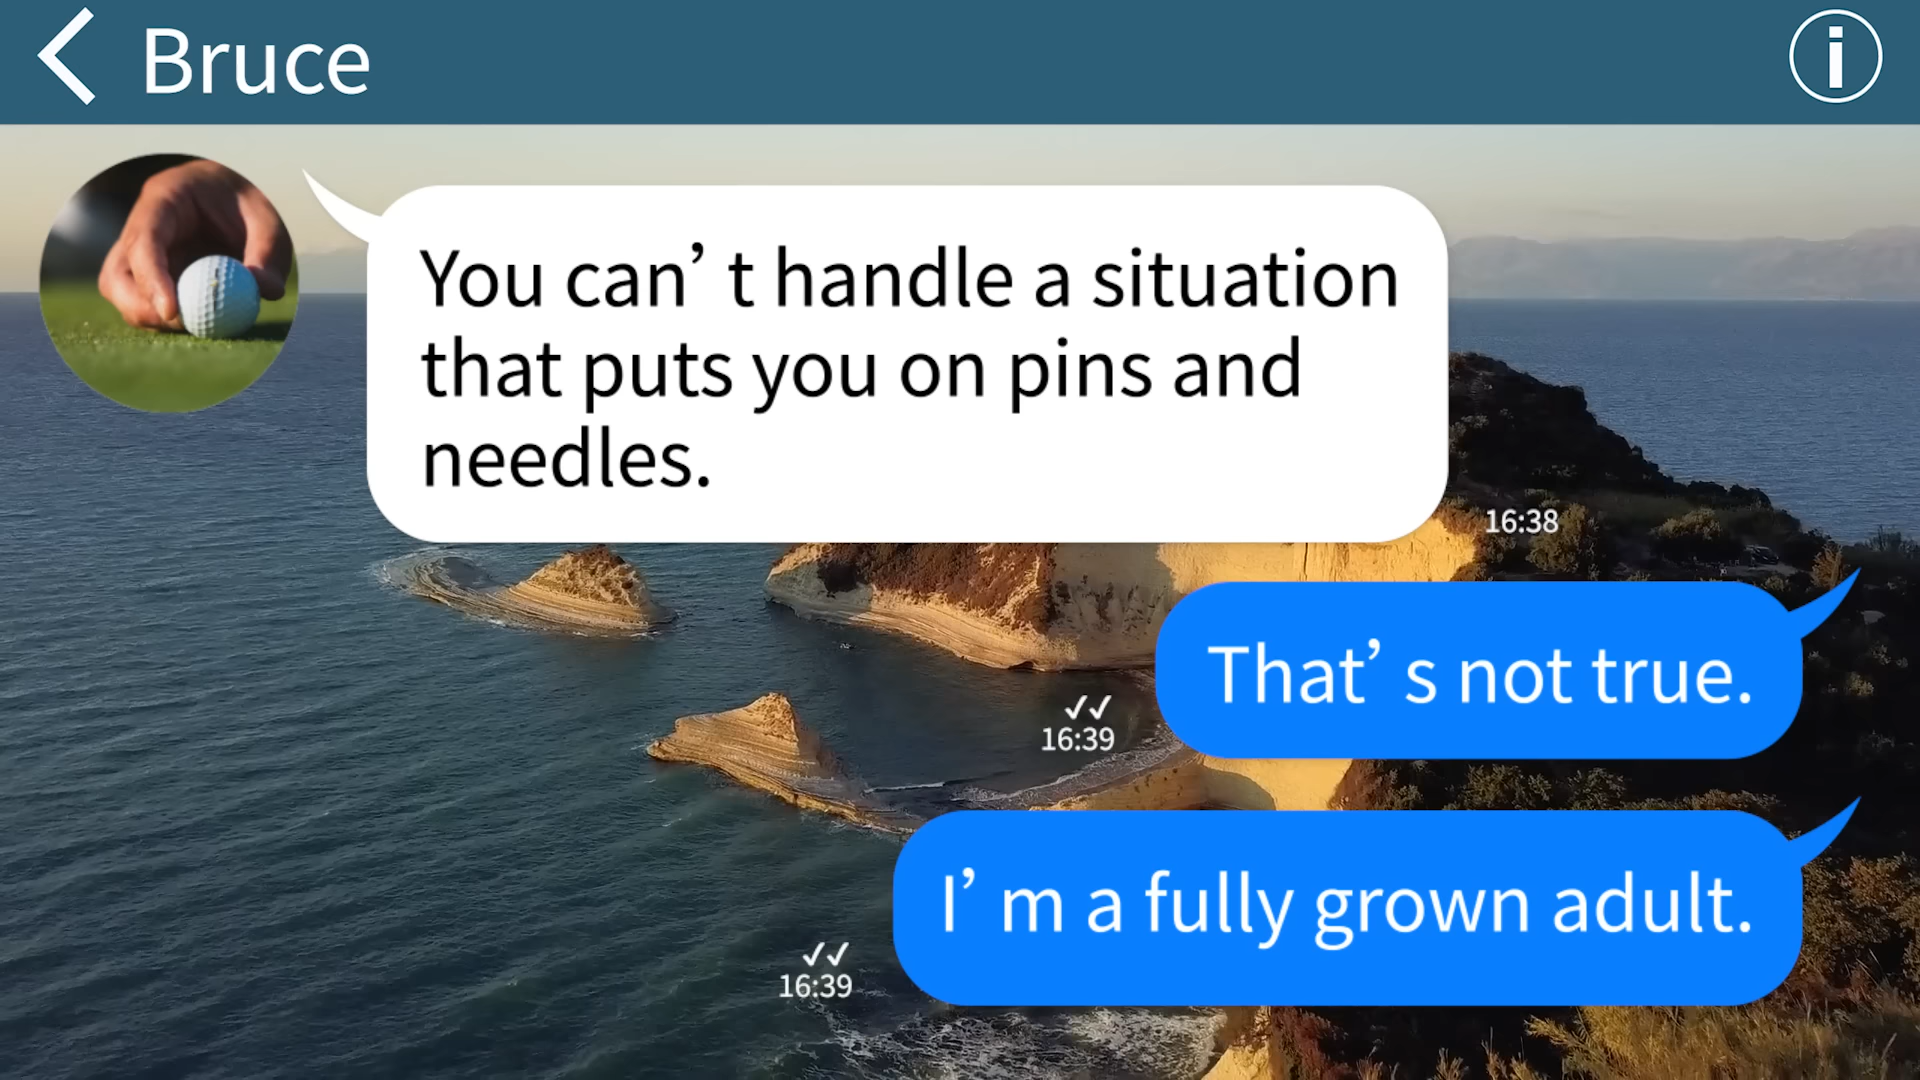 Bruce
You can’t handle a situation
that puts you on pins and
needles.
16:38
That’s not true.
16:39
I’m a fully grown adult.
16:39